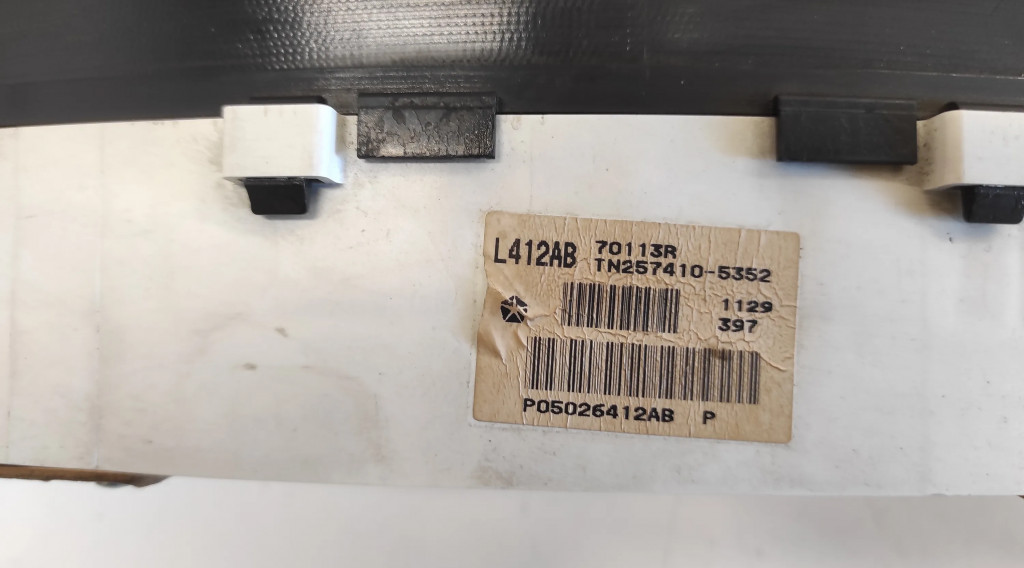 L412AB 70113R
TN257410-5352
1129
397
P05026412AB P